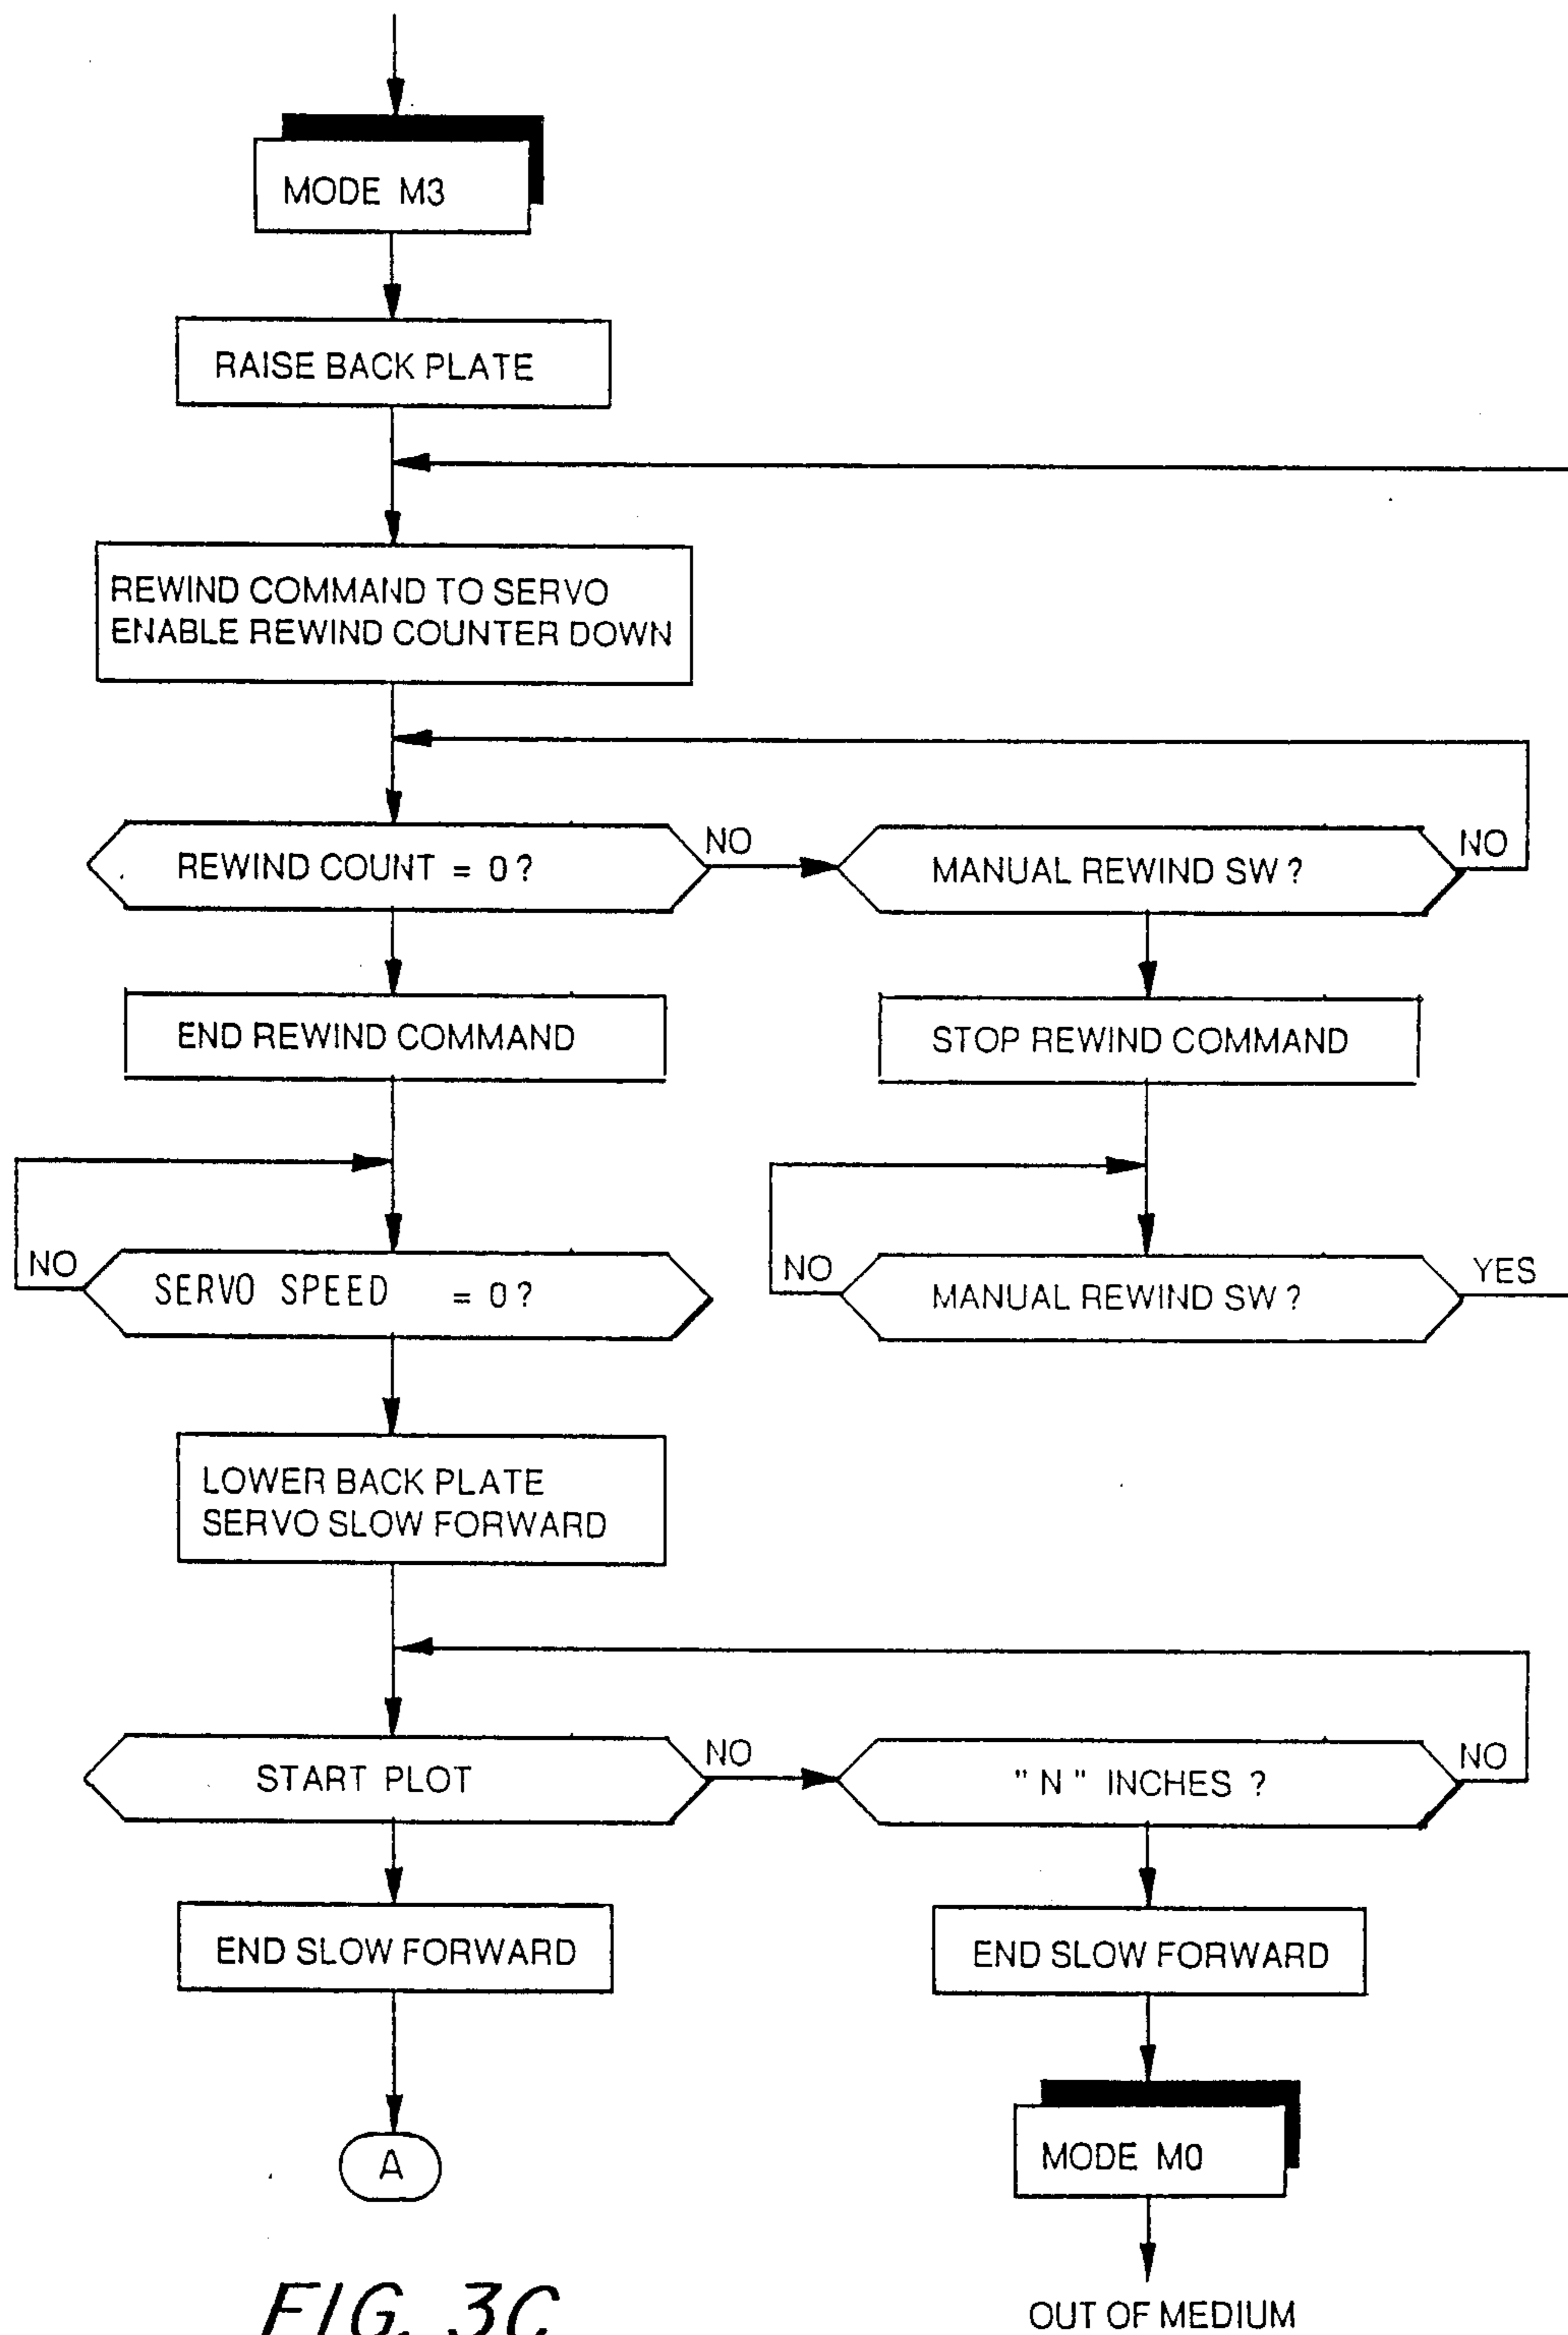 MODE M3
RAISE BACK PLATE
REWIND COMMAND TO SERVO
ENABLE REWIND COUNTER DOWN
REWIND COUNT = 0?
NO
MANUAL REWIND SW?
NO
END REWIND COMMAND
STOP REWIND COMMAND
NO
SERVO SPEED = 0?
NO
MANUAL REWIND SW?
YES
LOWER BACK PLATE
SERVO SLOW FORWARD
START PLOT
NO
"N" INCHES ?
NO
END SLOW FORWARD
END SLOW FORWARD
A
MODE M0
OUT OF MEDIUM
FIG. 3C